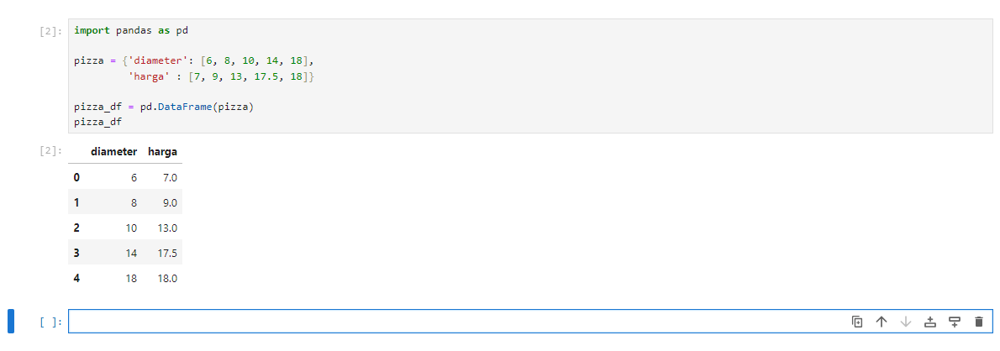 [2]:
import pandas as pd
pizza = {'diameter': [6, 8, 10, 14, 18],
'harga' : [7, 9, 13, 17.5, 18]}
pizza_df = pd.DataFrame(pizza)
pizza_df
[2]:
diameter harga
0 6 7.0
1 8 9.0
2 10 13.0
3 14 17.5
4 18 18.0
[ ]: